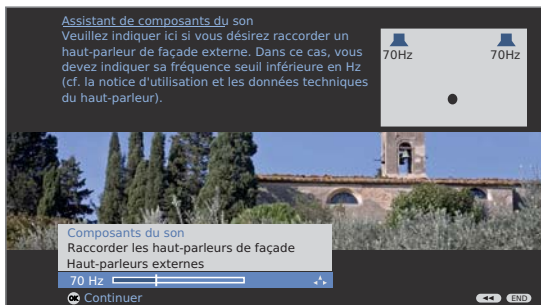 Assistant de composants du son
Veuillez indiquer ici si vous désirez raccorder un
haut-parleur de façade externe. Dans ce cas, vous
devez indiquer sa fréquence seuil inférieure en Hz
(cf. la notice d'utilisation et les données techniques
du haut-parleur).
70Hz 70Hz
Composants du son
Raccorder les haut-parleurs de façade
Haut-parleurs externes
70 Hz
OK Continuer
END